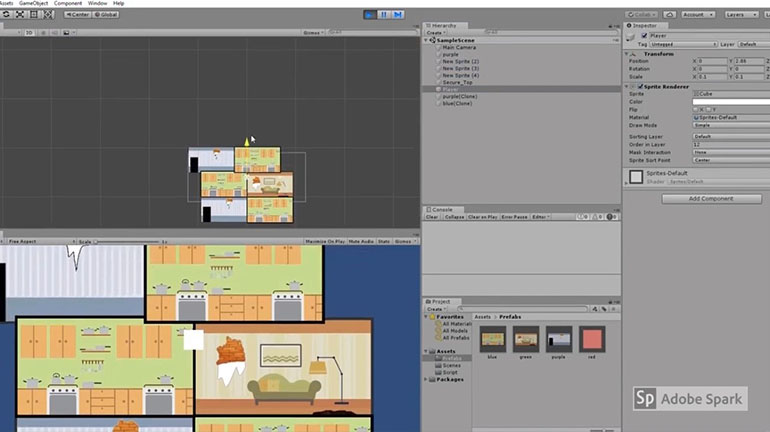 Assets GameObject Component Window Help
Center Global
Collab Account Layers
2D Gizmos All
Hierarchy
Create
SampleScene
Main Camera
purple
New Sprite (2)
New Sprite (3)
New Sprite (4)
Secure_Top
Player
purple(Clone)
blue(Clone)
Console
Clear Collapse Clear on Play Error Pause Editor
Free Aspect Scale 1x Maximize On Play Mute Audio Stats Gizmos
Project
Create
Favorites
All Materials
All Models
All Prefabs
Assets
Prefabs
Scenes
Script
Packages
Assets Prefabs
blue green purple red
Inspector
Player
Tag Untagged Layer Default
Transform
Position X 0 Y 2.88
Rotation X 0 Y 0
Scale X 0.1 Y 0.1
Sprite Renderer
Sprite Cube
Color
Flip X Y
Material Sprites-Default
Draw Mode Simple
Sorting Layer Default
Order in Layer 12
Mask Interaction None
Sprite Sort Point Center
Sprites-Default
Shader Sprites/Default
Add Component
Sp Adobe Spark